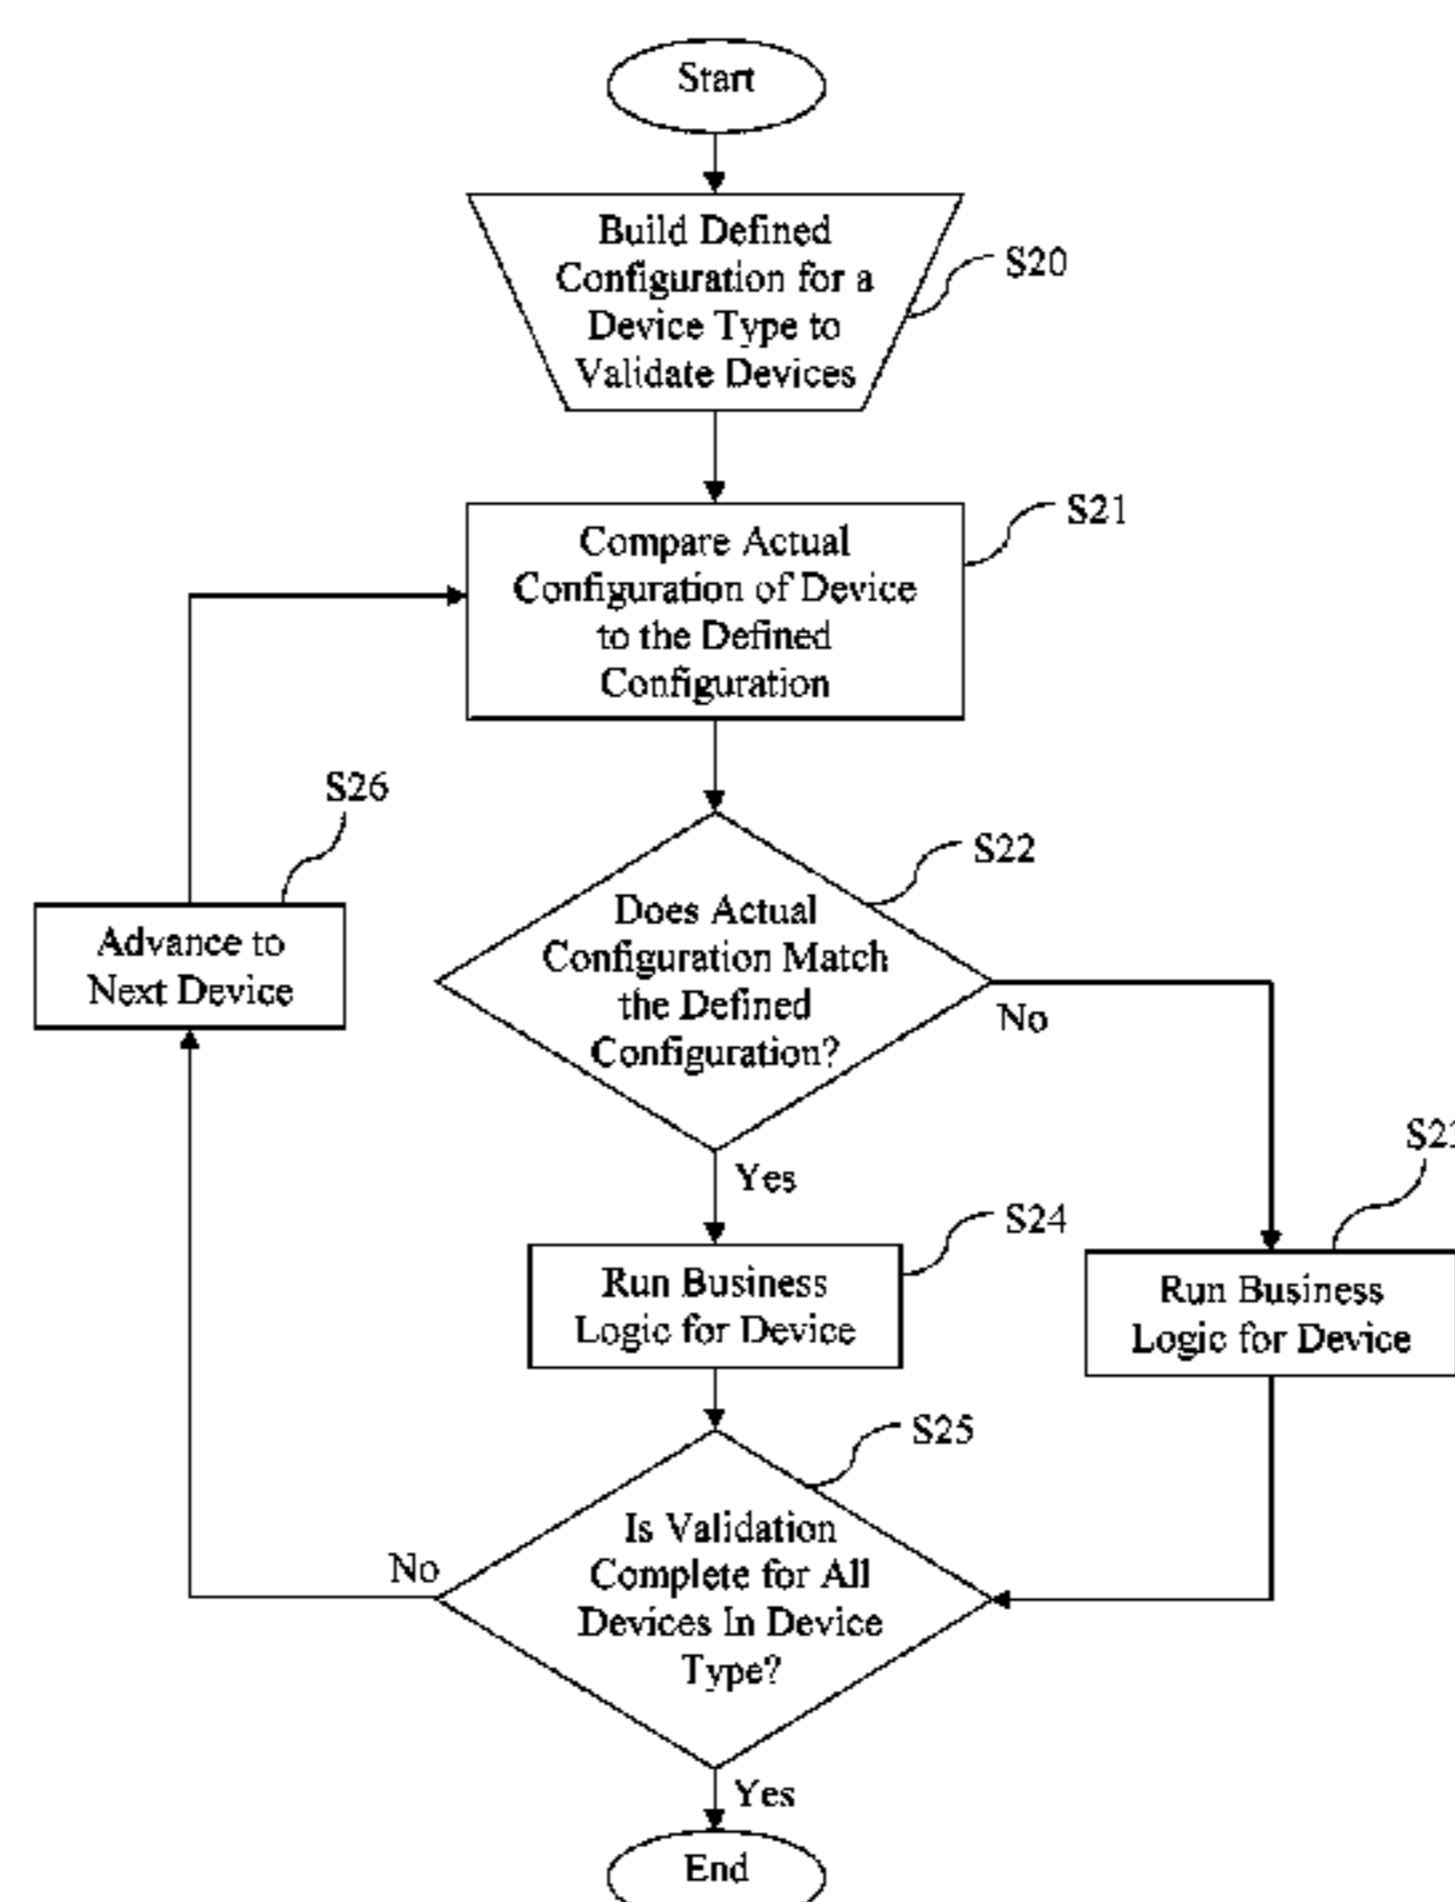 Start
Build Defined
Configuration for a
Device Type to
Validate Devices
S20
Compare Actual
Configuration of Device
to the Defined
Configuration
S21
S26
Advance to
Next Device
Does Actual
Configuration Match
the Defined
Configuration?
S22
No
Yes
Run Business
Logic for Device
S24
Run Business
Logic for Device
Is Validation
Complete for All
Devices In Device
Type?
S25
No
Yes
End